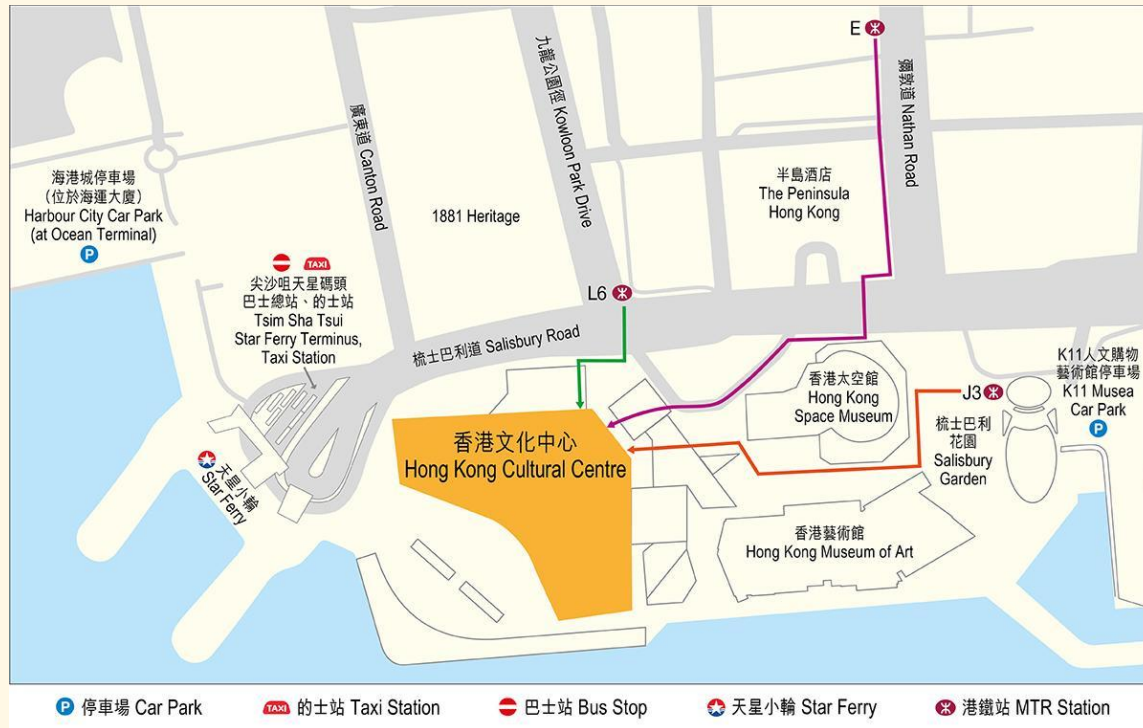 E
彌敦道 Nathan Road
九龍公園徑 Kowloon Park Drive
廣東道 Canton Road
海港城停車場
(位於海運大廈)
Harbour City Car Park
(at Ocean Terminal)
P
1881 Heritage
半島酒店
The Peninsula
Hong Kong
TAXI
尖沙咀天星碼頭
巴士總站、的士站
Tsim Sha Tsui
Star Ferry Terminus,
Taxi Station
L6
梳士巴利道 Salisbury Road
香港太空館
Hong Kong
Space Museum
K11人文購物
藝術館停車場
K11 Musea
Car Park
P
J3
梳士巴利
花園
Salisbury
Garden
香港文化中心
Hong Kong Cultural Centre
天星小輪
Star Ferry
香港藝術館
Hong Kong Museum of Art
P 停車場 Car Park
TAXI 的士站 Taxi Station
巴士站 Bus Stop
天星小輪 Star Ferry
港鐵站 MTR Station